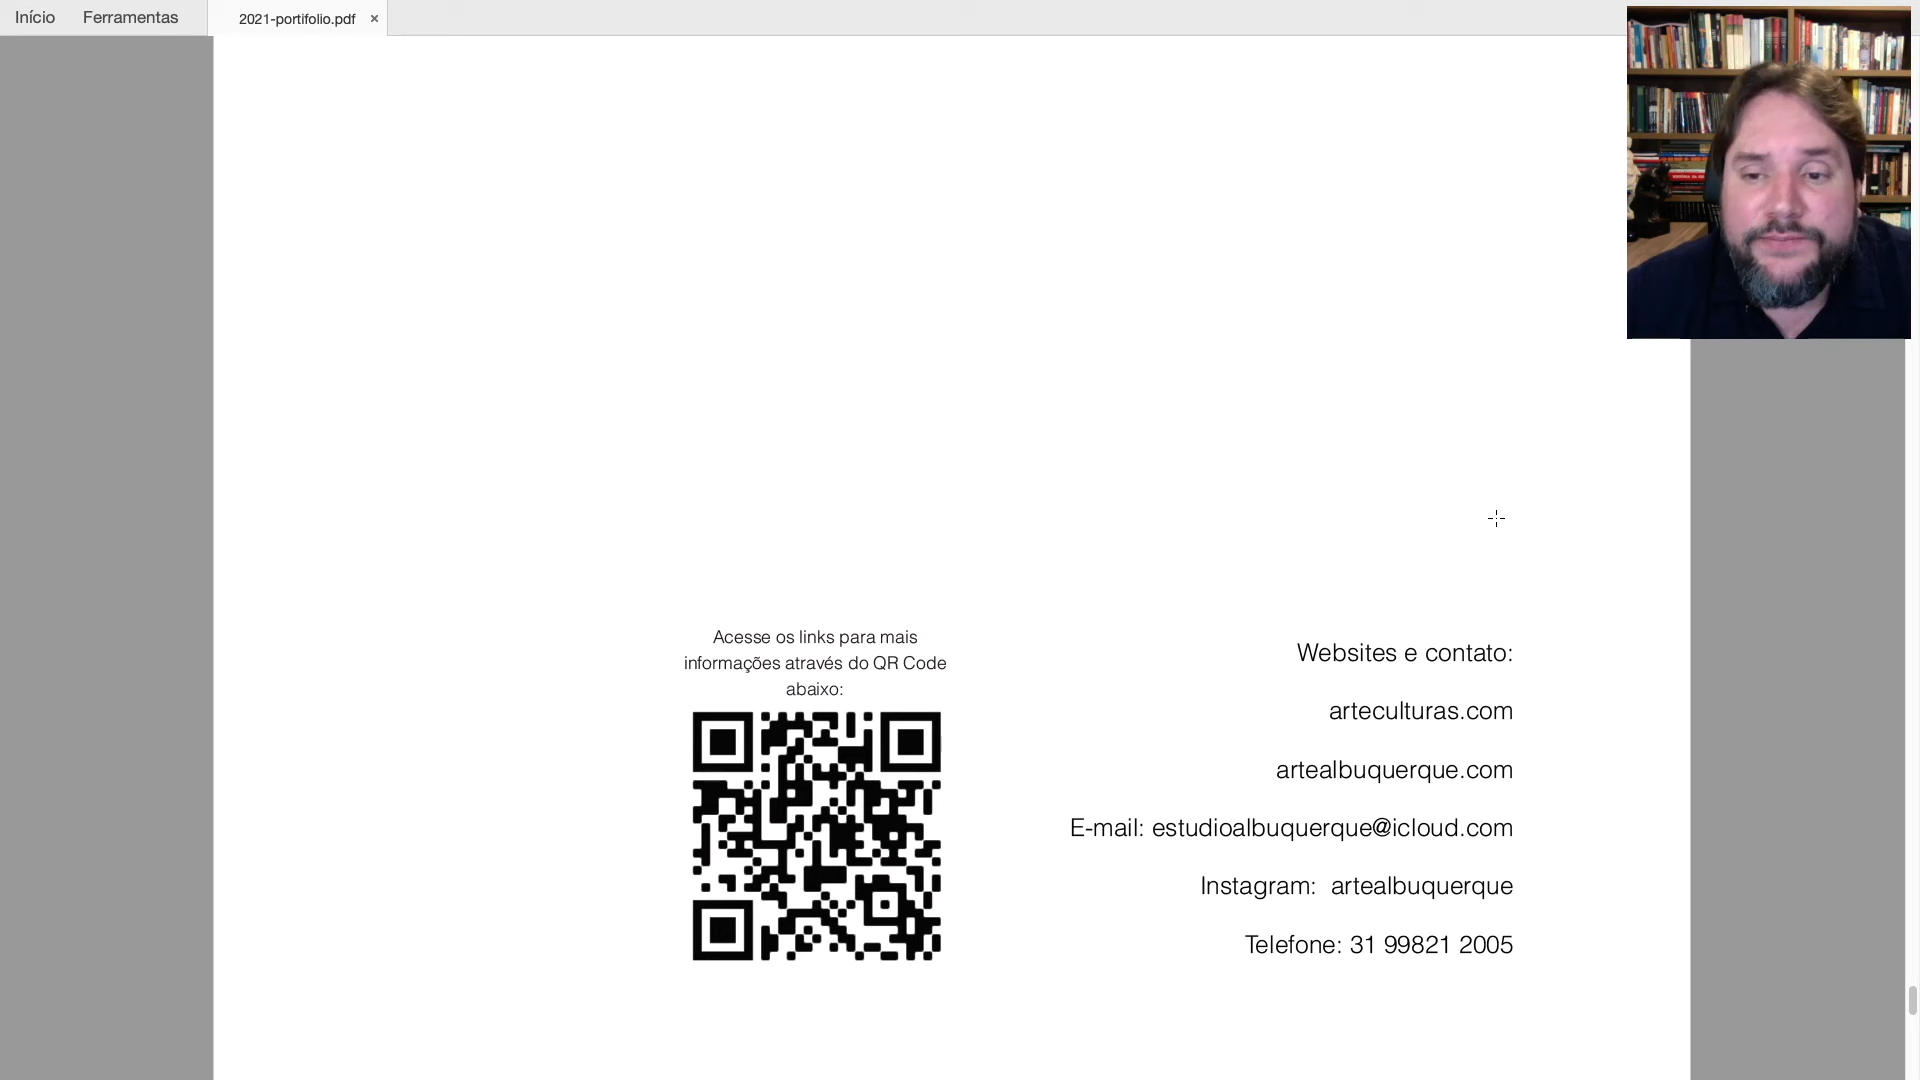 Início Ferramentas 2021-portifolio.pdf ×
Acesse os links para mais
informações através do QR Code
abaixo:
Websites e contato:
arteculturas.com
artealbuquerque.com
E-mail: estudioalbuquerque@icloud.com
Instagram: artealbuquerque
Telefone: 31 99821 2005